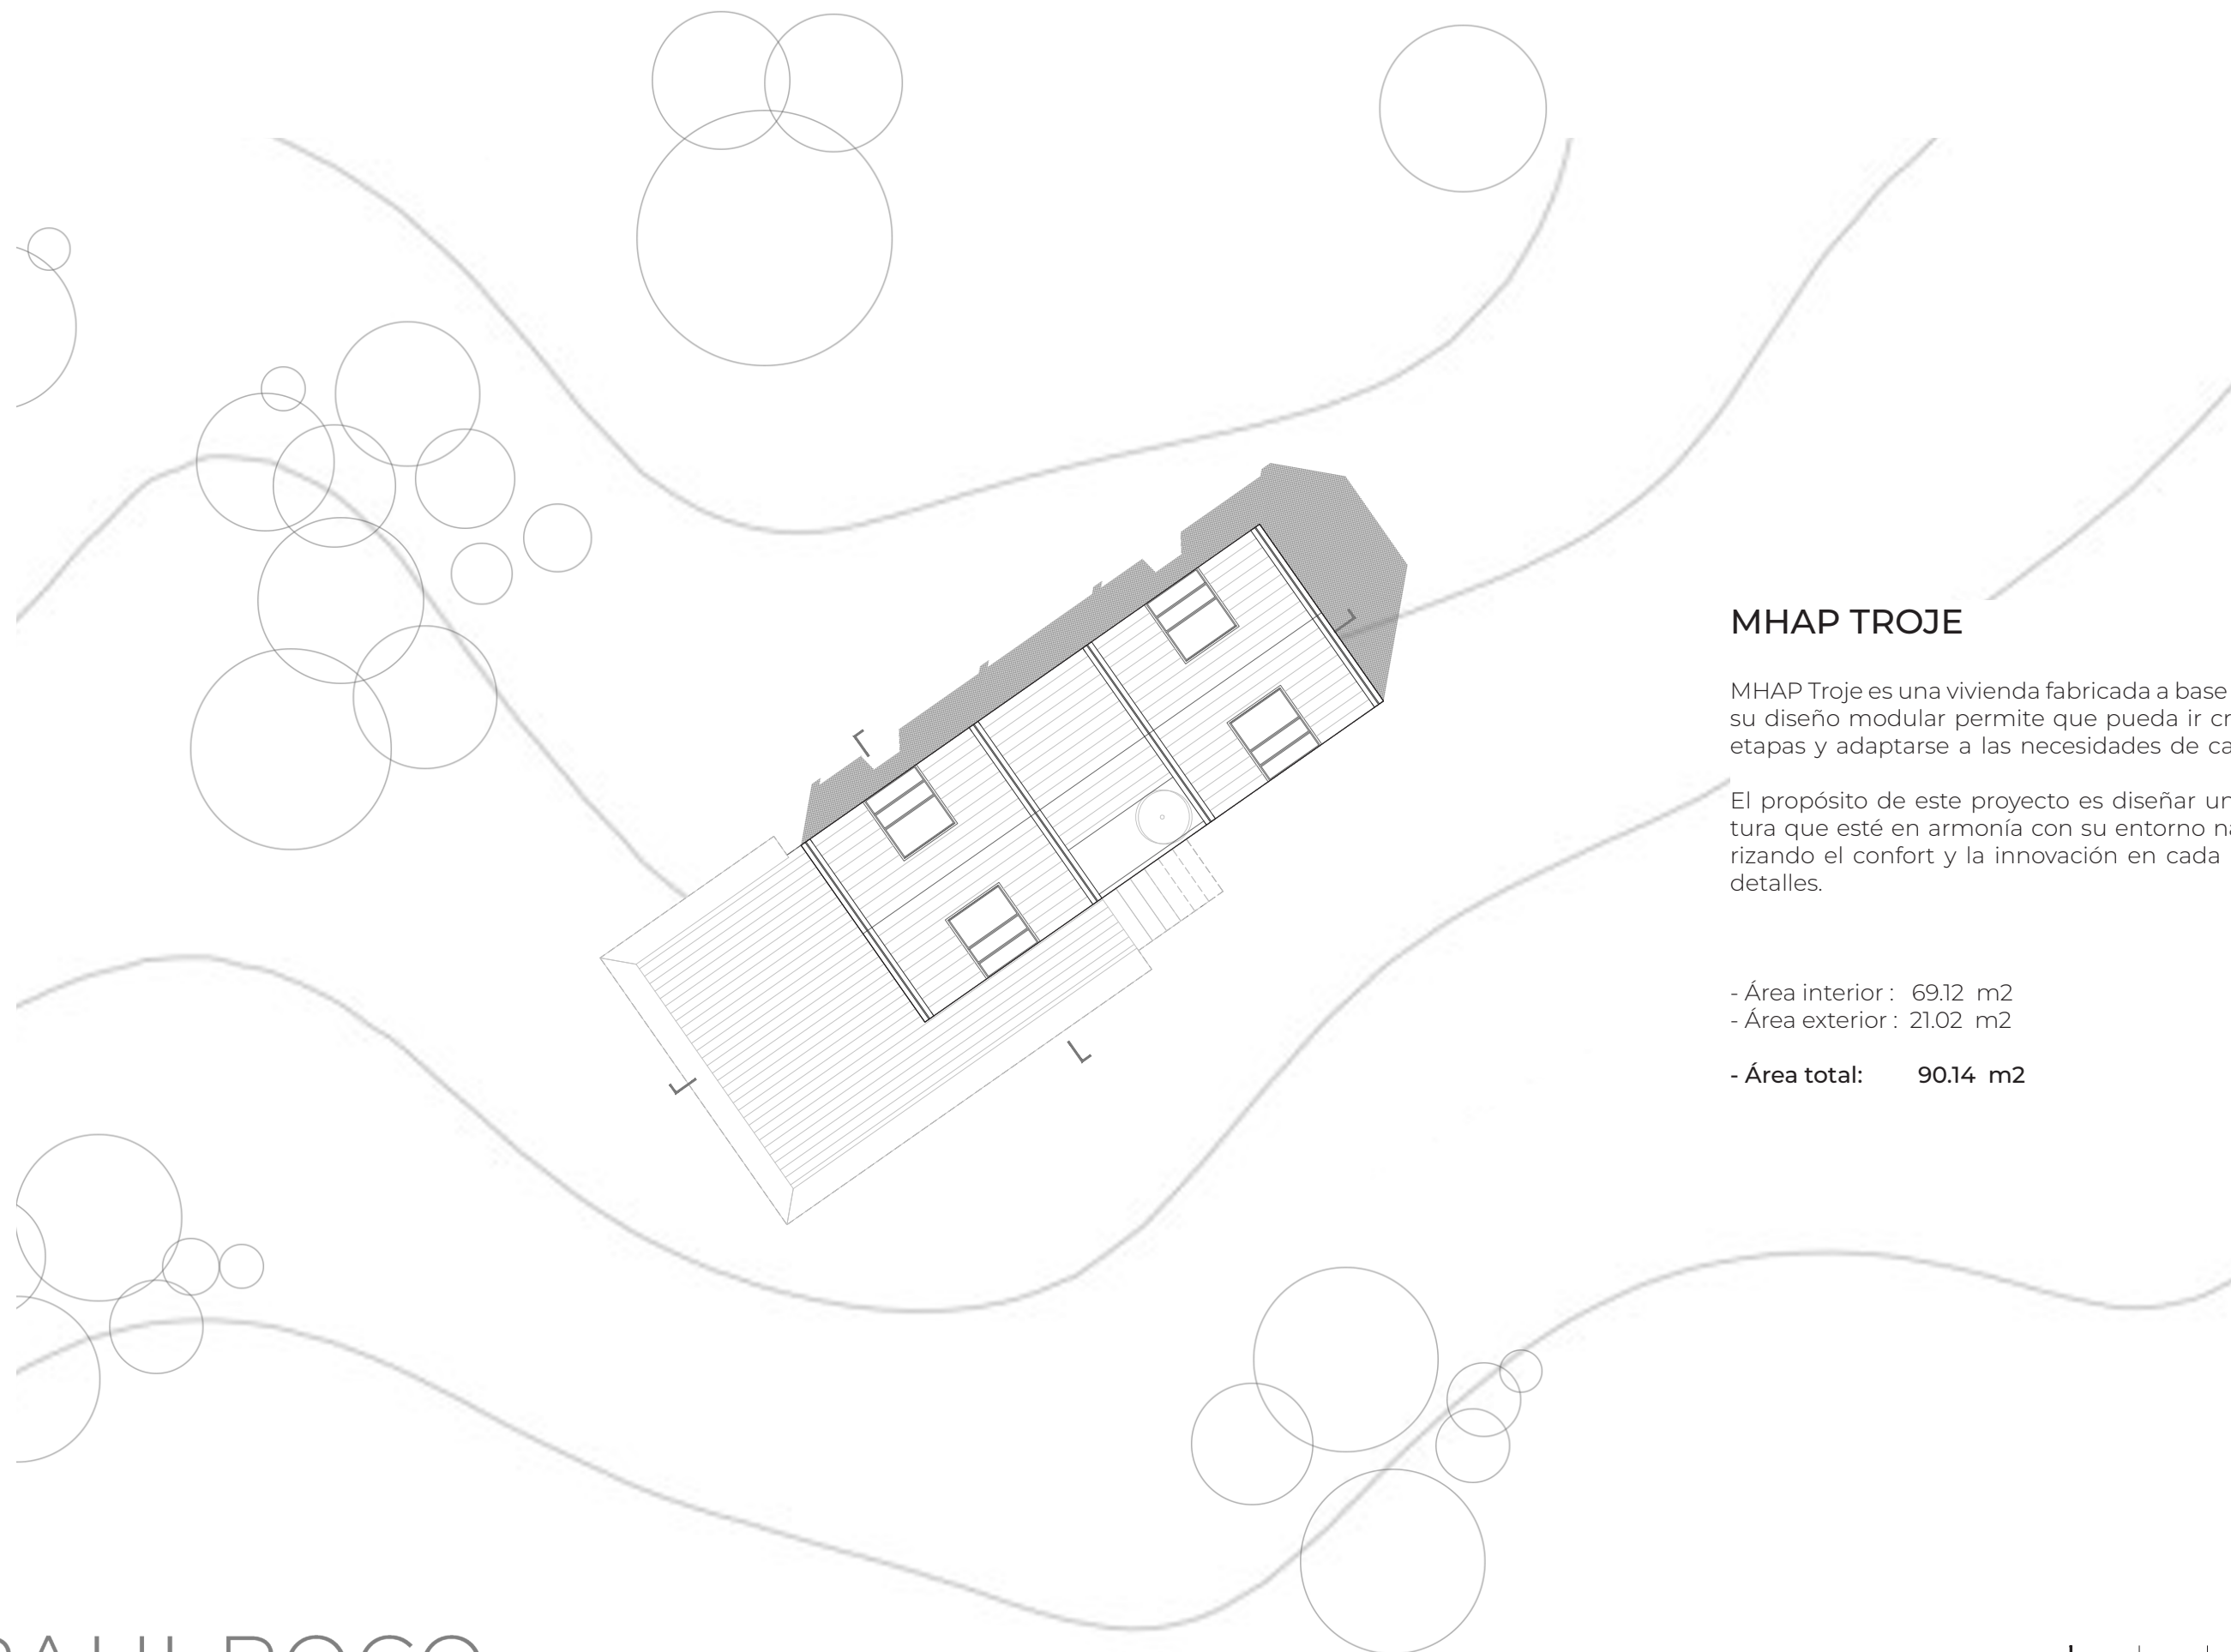 MHAP TROJE
MHAP Troje es una vivienda fabricada a base
su diseño modular permite que pueda ir
etapas y adaptarse a las necesidades de
El propósito de este proyecto es diseñar
tura que esté en armonía con su entorno
rizando el confort y la innovación en cada
detalles.
- Área interior : 69.12 m2
- Área exterior : 21.02 m2
- Área total: 90.14 m2